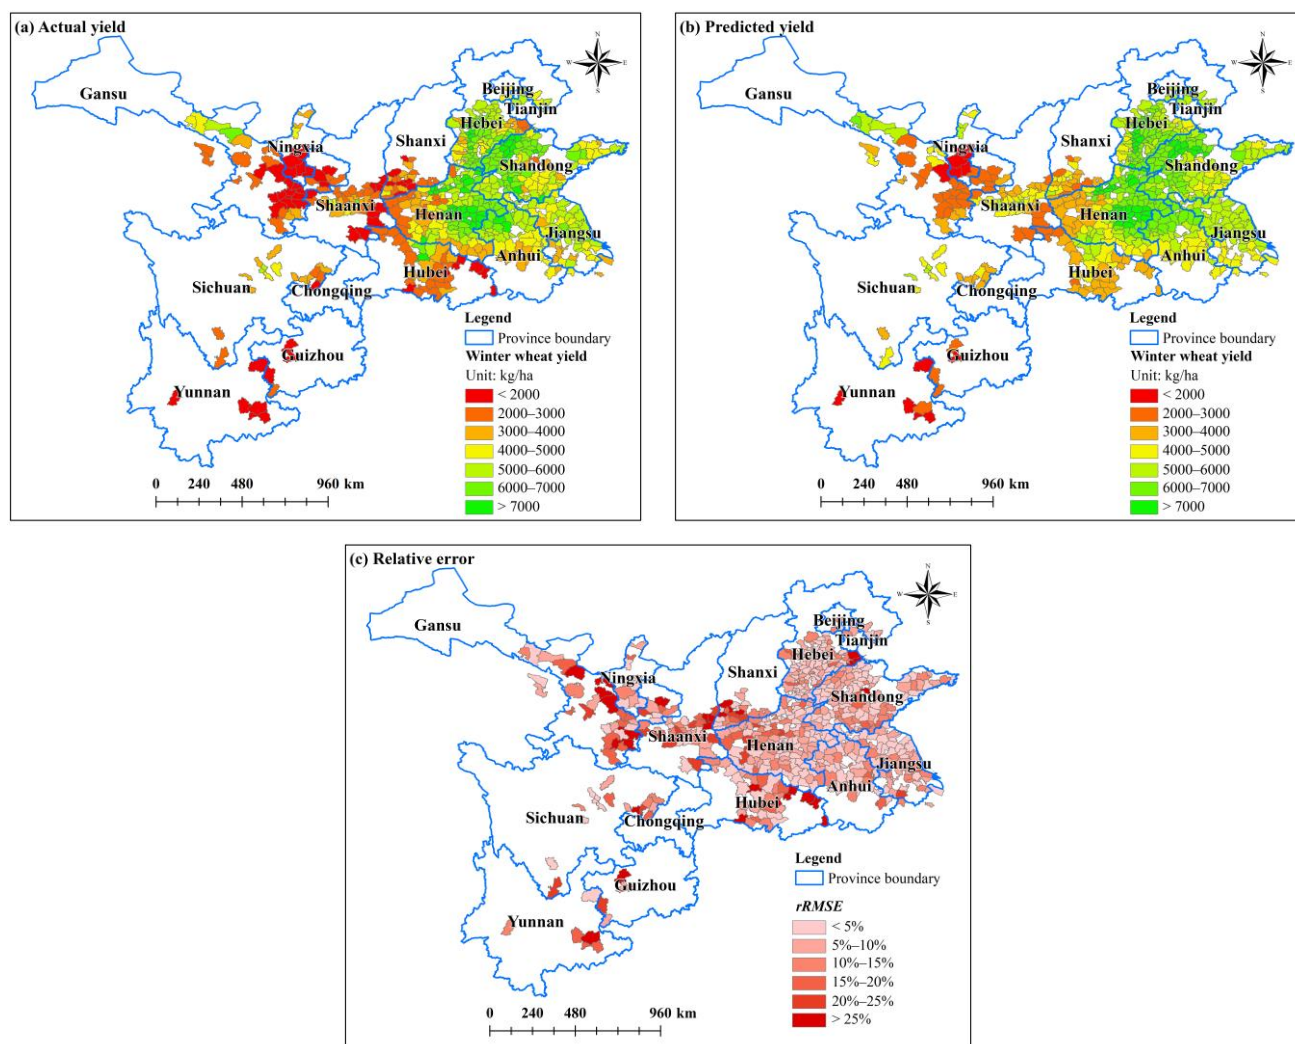 (a) Actual yield
N
W
E
S
Gansu
Beijing
Tianjin
Hebei
Shanxi
Ningxia
Shandong
Shaanxi
Henan
Jiangsu
Anhui
Hubei
Sichuan
Chongqing
Guizhou
Yunnan
Legend
Province boundary
Winter wheat yield
Unit: kg/ha
< 2000
2000–3000
3000–4000
4000–5000
5000–6000
6000–7000
> 7000
0 240 480 960 km
(b) Predicted yield
N
W
E
S
Gansu
Beijing
Tianjin
Hebei
Shanxi
Ningxia
Shandong
Shaanxi
Henan
Jiangsu
Anhui
Hubei
Sichuan
Chongqing
Guizhou
Yunnan
Legend
Province boundary
Winter wheat yield
Unit: kg/ha
< 2000
2000–3000
3000–4000
4000–5000
5000–6000
6000–7000
> 7000
0 240 480 960 km
(c) Relative error
N
W
E
S
Gansu
Beijing
Tianjin
Hebei
Shanxi
Ningxia
Shandong
Shaanxi
Henan
Jiangsu
Anhui
Hubei
Sichuan
Chongqing
Guizhou
Yunnan
Legend
Province boundary
rRMSE
< 5%
5%–10%
10%–15%
15%–20%
20%–25%
> 25%
0 240 480 960 km